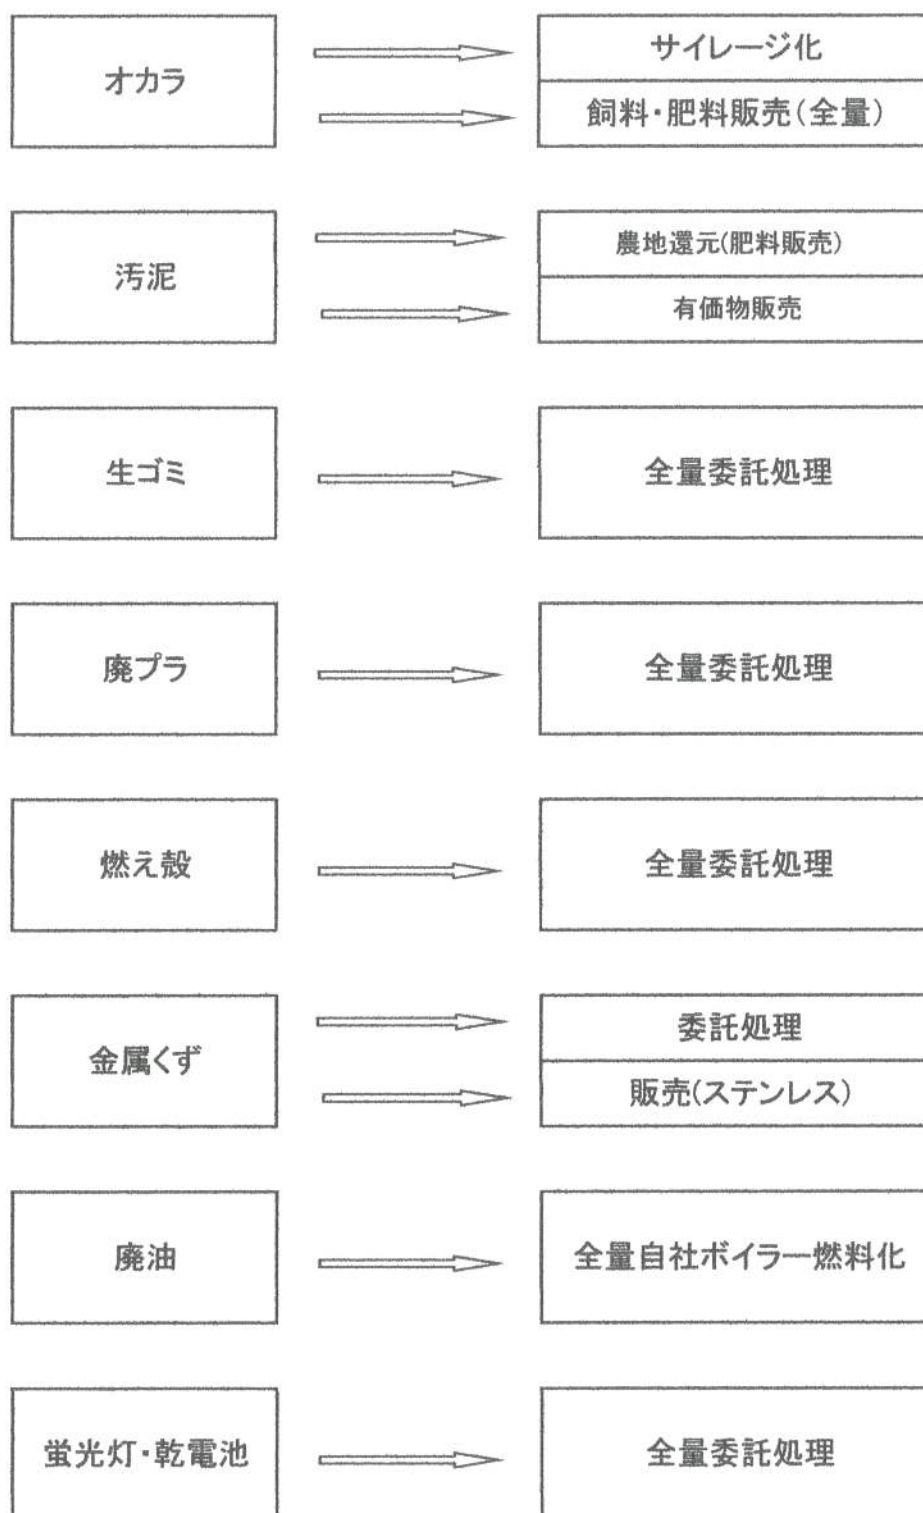 オカラ
サイレージ化
飼料・肥料販売(全量)
汚泥
農地還元(肥料販売)
有価物販売
生ゴミ
全量委託処理
廃プラ
全量委託処理
燃え殻
全量委託処理
金属くず
委託処理
販売(ステンレス)
廃油
全量自社ボイラー燃料化
蛍光灯・乾電池
全量委託処理